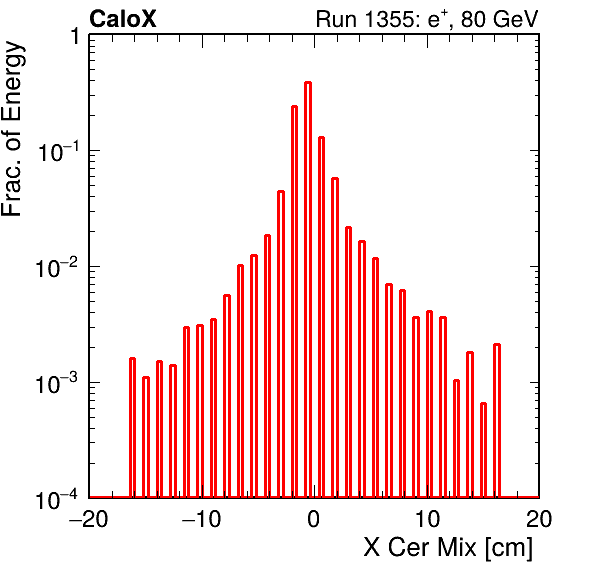 CaloX Run 1355: e⁺, 80 GeV
Frac. of Energy
1
10⁻¹
10⁻²
10⁻³
10⁻⁴
−20 −10 0 10 20
X Cer Mix [cm]